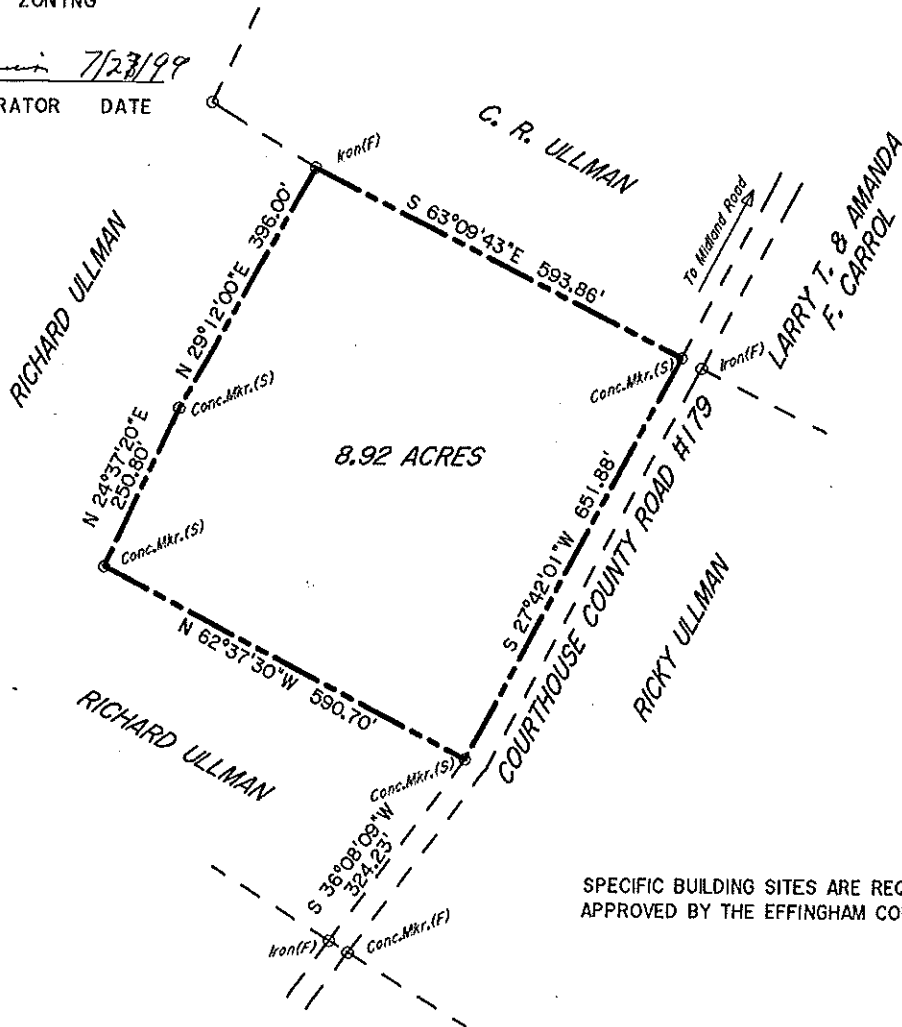 ZONING
7/23/99
RATOR DATE
Iron(F)
C. R. ULLMAN
S 63°09'43"E 593.86'
To Midland Road
LARRY T. & AMANDA
F. CARROL
RICHARD ULLMAN
N 29°12'00"E 396.00'
Conc.Mkr.(S)
Iron(F)
Conc.Mkr.(S)
8.92 ACRES
N 24°37'20"E
250.80'
Conc.Mkr.(S)
S 27°42'01"W 651.88'
COURTHOUSE COUNTY ROAD #179
RICKY ULLMAN
N 62°37'30"W 590.70'
RICHARD ULLMAN
Conc.Mkr.(S)
S 36°08'09"W
324.23'
Iron(F)
Conc.Mkr.(F)
SPECIFIC BUILDING SITES ARE REQ
APPROVED BY THE EFFINGHAM CO